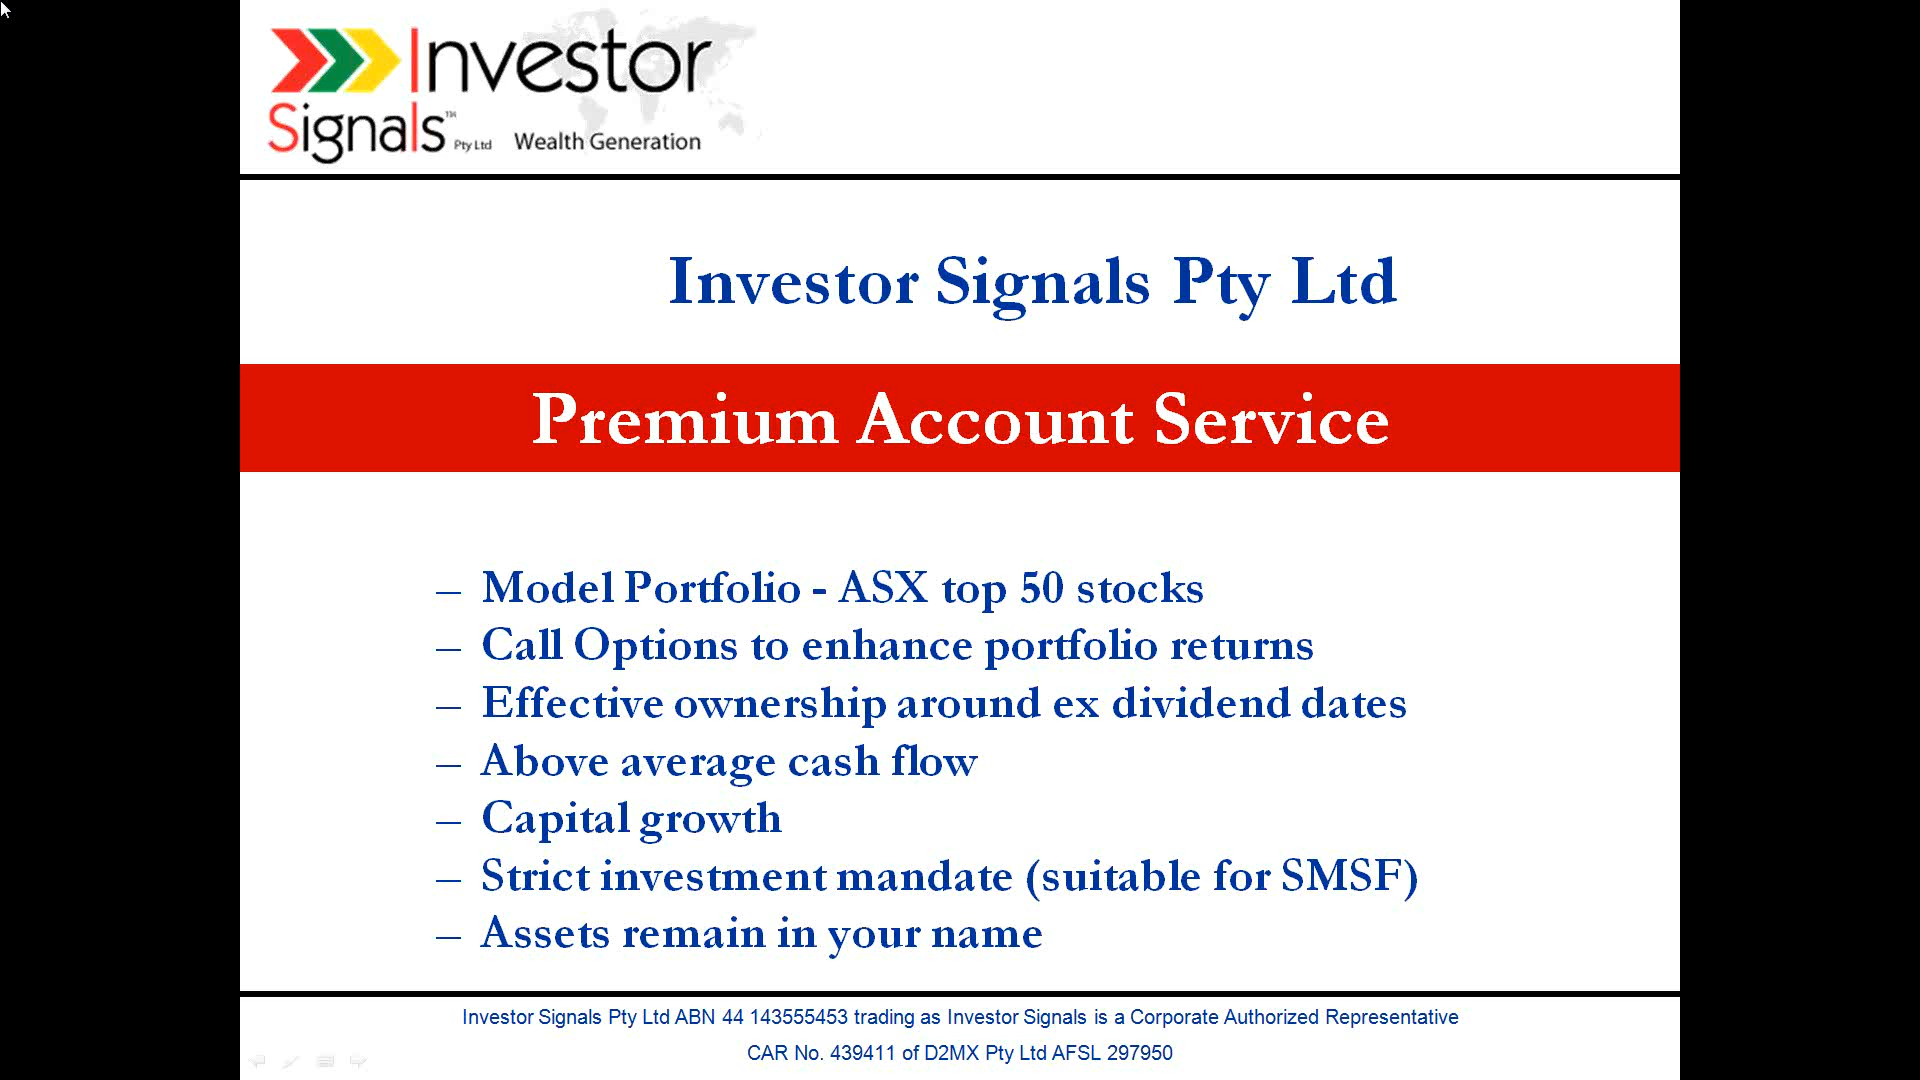 Investor
Signals™ Pty Ltd Wealth Generation
Investor Signals Pty Ltd
Premium Account Service
– Model Portfolio - ASX top 50 stocks
– Call Options to enhance portfolio returns
– Effective ownership around ex dividend dates
– Above average cash flow
– Capital growth
– Strict investment mandate (suitable for SMSF)
– Assets remain in your name
Investor Signals Pty Ltd ABN 44 143555453 trading as Investor Signals is a Corporate Authorized Representative
CAR No. 439411 of D2MX Pty Ltd AFSL 297950